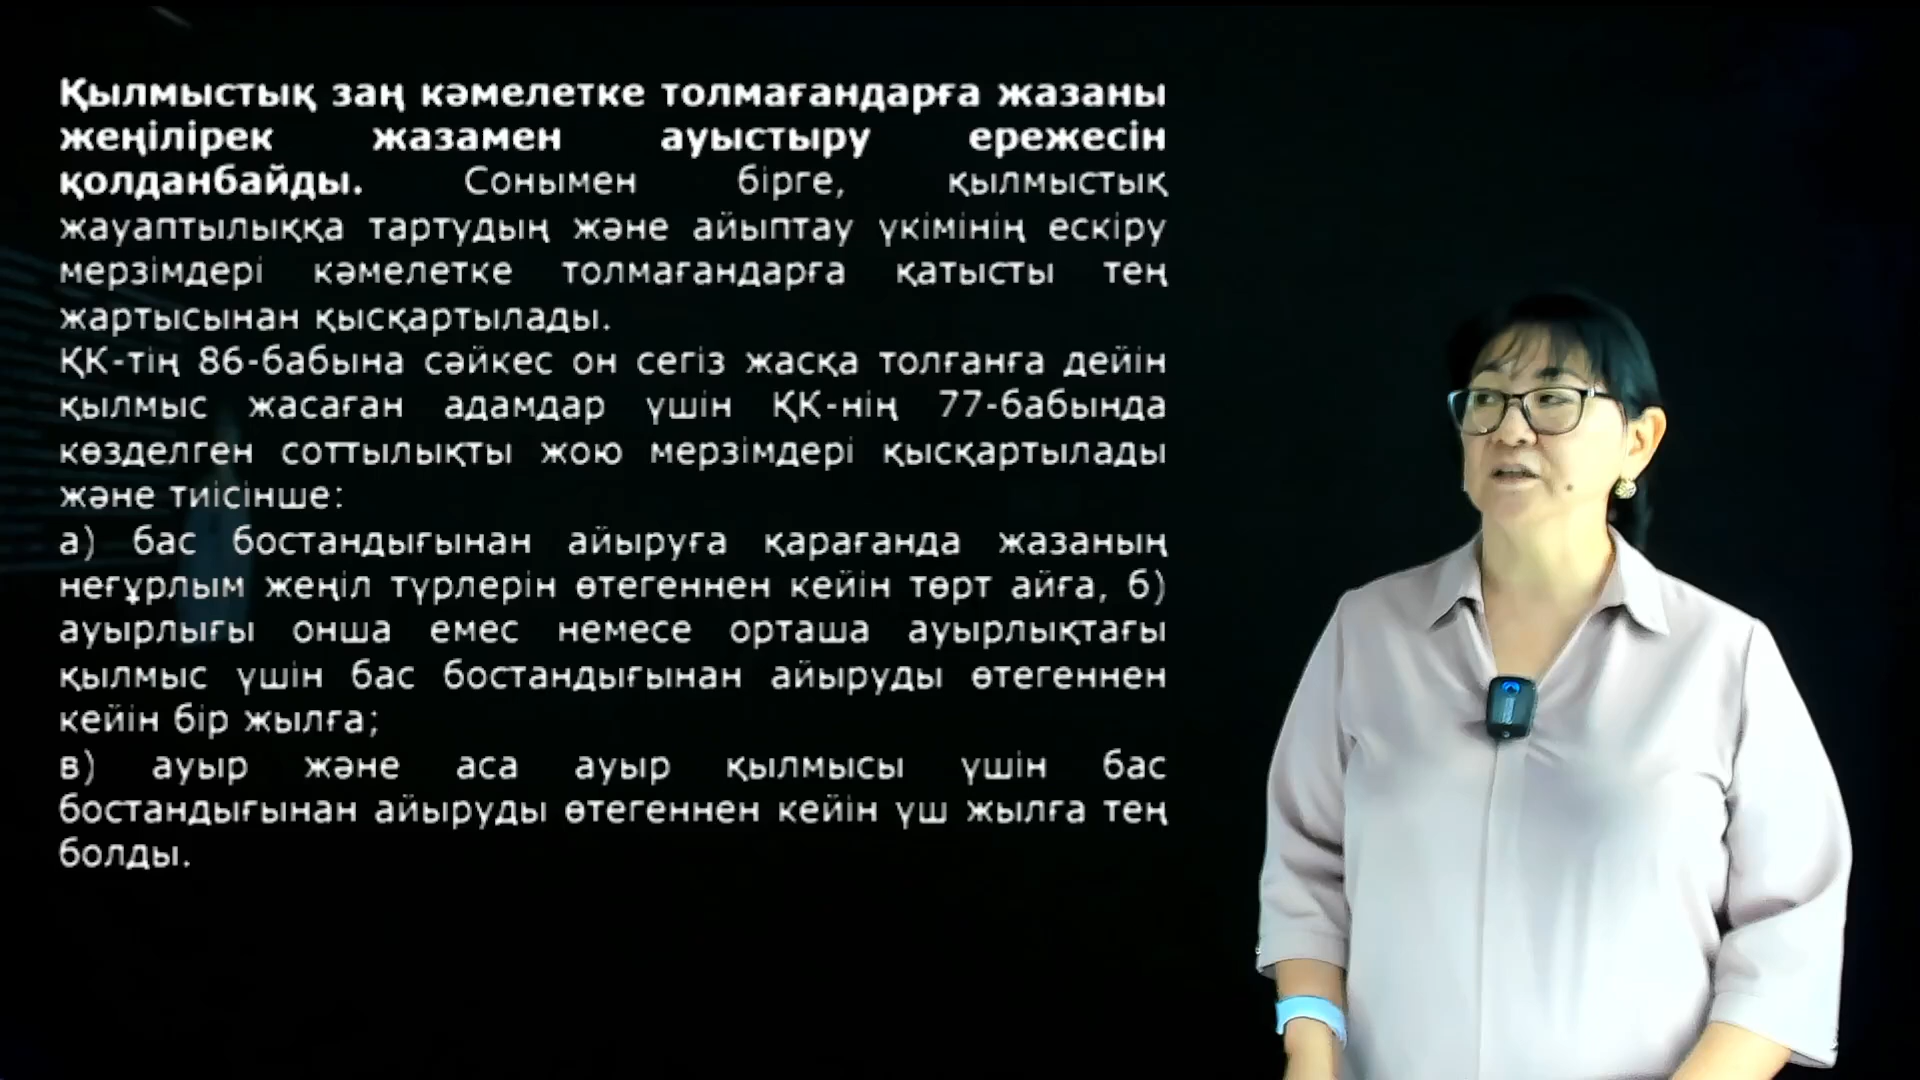 Қылмыстық заң кәмелетке толмағандарға жазаны
жеңілірек жазамен ауыстыру ережесін
қолданбайды. Сонымен бірге, қылмыстық
жауаптылыққа тартудың және айыптау үкімінің ескіру
мерзімдері кәмелетке толмағандарға қатысты тең
жартысынан қысқартылады.
ҚК-тің 86-бабына сәйкес он сегіз жасқа толғанға дейін
қылмыс жасаған адамдар үшін ҚК-нің 77-бабында
көзделген соттылықты жою мерзімдері қысқартылады
және тиісінше:
а) бас бостандығынан айыруға қарағанда жазаның
неғұрлым жеңіл түрлерін өтегеннен кейін төрт айға, б)
ауырлығы онша емес немесе орташа ауырлықтағы
қылмыс үшін бас бостандығынан айыруды өтегеннен
кейін бір жылға;
в) ауыр және аса ауыр қылмысы үшін бас
бостандығынан айыруды өтегеннен кейін үш жылға тең
болды.